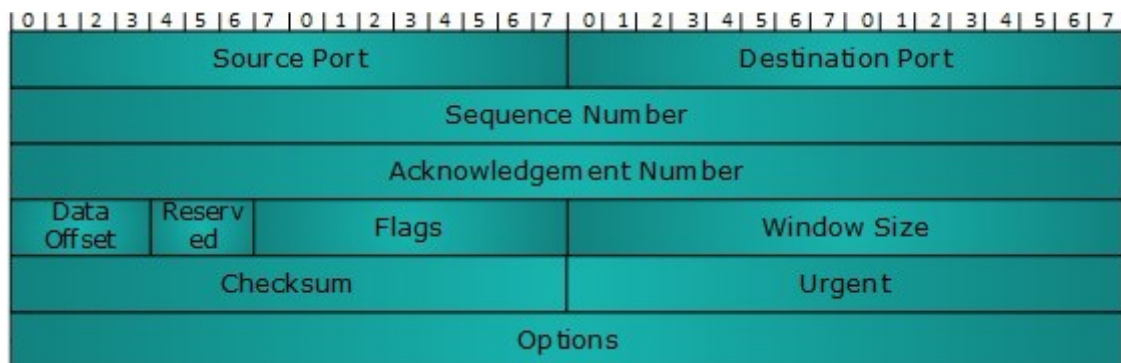 0 1 2 3 4 5 6 7 0 1 2 3 4 5 6 7 0 1 2 3 4 5 6 7 0 1 2 3 4 5 6 7
Source Port Destination Port
Sequence Number
Acknowledgement Number
Data Offset Reserved Flags Window Size
Checksum Urgent
Options